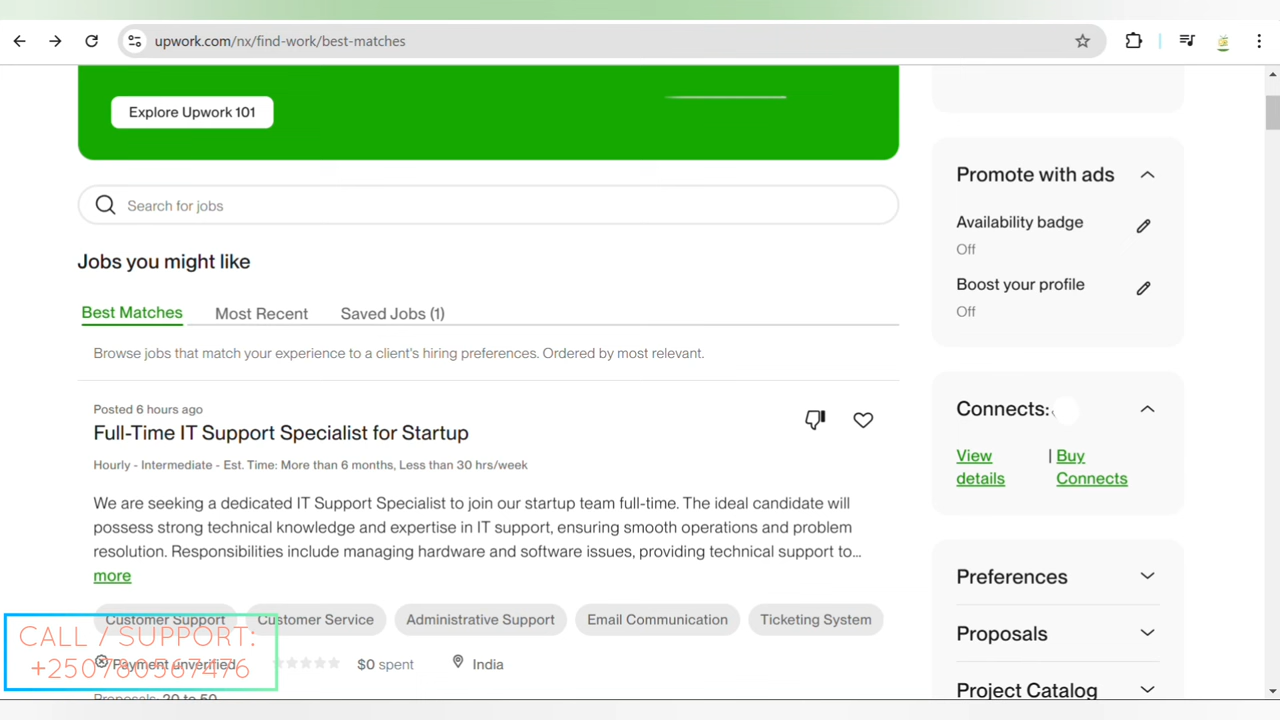 upwork.com/nx/find-work/best-matches
Explore Upwork 101
Search for jobs
Jobs you might like
Best Matches
Most Recent
Saved Jobs (1)
Browse jobs that match your experience to a client's hiring preferences. Ordered by most relevant.
Posted 6 hours ago
Full-Time IT Support Specialist for Startup
Hourly - Intermediate - Est. Time: More than 6 months, Less than 30 hrs/week
We are seeking a dedicated IT Support Specialist to join our startup team full-time. The ideal candidate will
possess strong technical knowledge and expertise in IT support, ensuring smooth operations and problem
resolution. Responsibilities include managing hardware and software issues, providing technical support to...
more
Customer Support
Customer Service
Administrative Support
Email Communication
Ticketing System
Payment unverified
$0 spent
India
Proposals: 20 to 50
CALL / SUPPORT:
+250780567476
Promote with ads
Availability badge
Off
Boost your profile
Off
Connects:
View details
| Buy Connects
Preferences
Proposals
Project Catalog